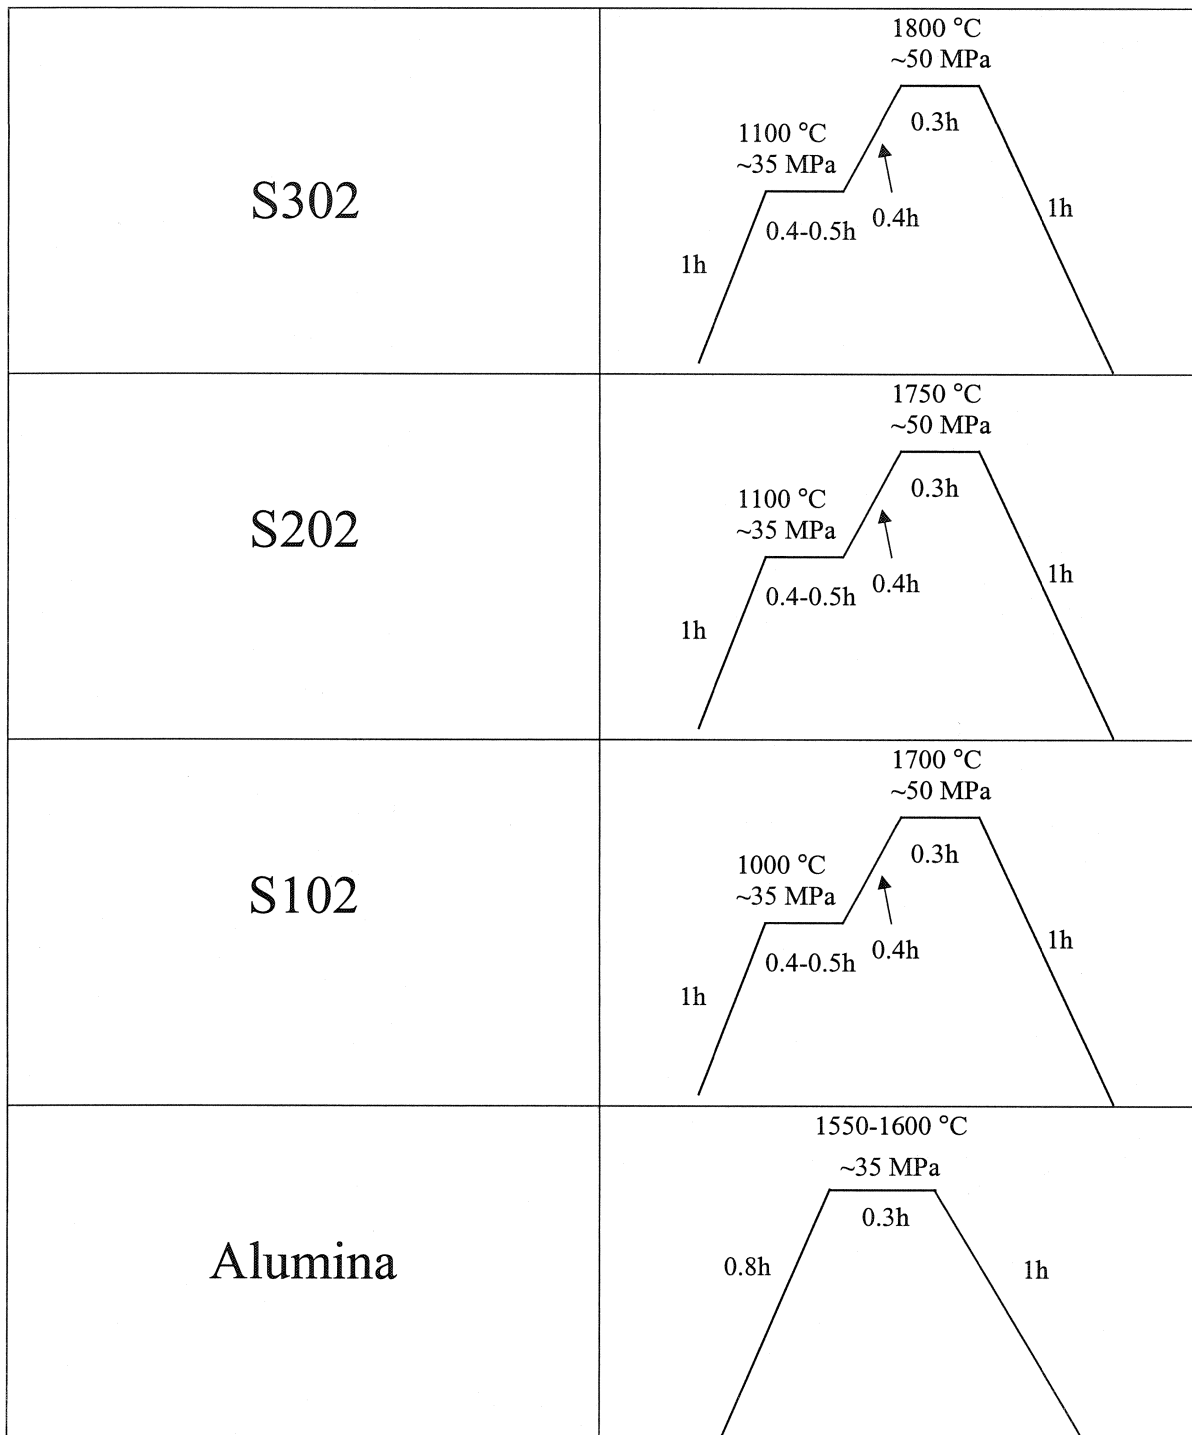 S302
1800 °C
~50 MPa
0.3h
1100 °C
~35 MPa
0.4-0.5h
0.4h
1h
1h
S202
1750 °C
~50 MPa
0.3h
1100 °C
~35 MPa
0.4-0.5h
0.4h
1h
1h
S102
1700 °C
~50 MPa
0.3h
1000 °C
~35 MPa
0.4-0.5h
0.4h
1h
1h
Alumina
1550-1600 °C
~35 MPa
0.3h
0.8h
1h